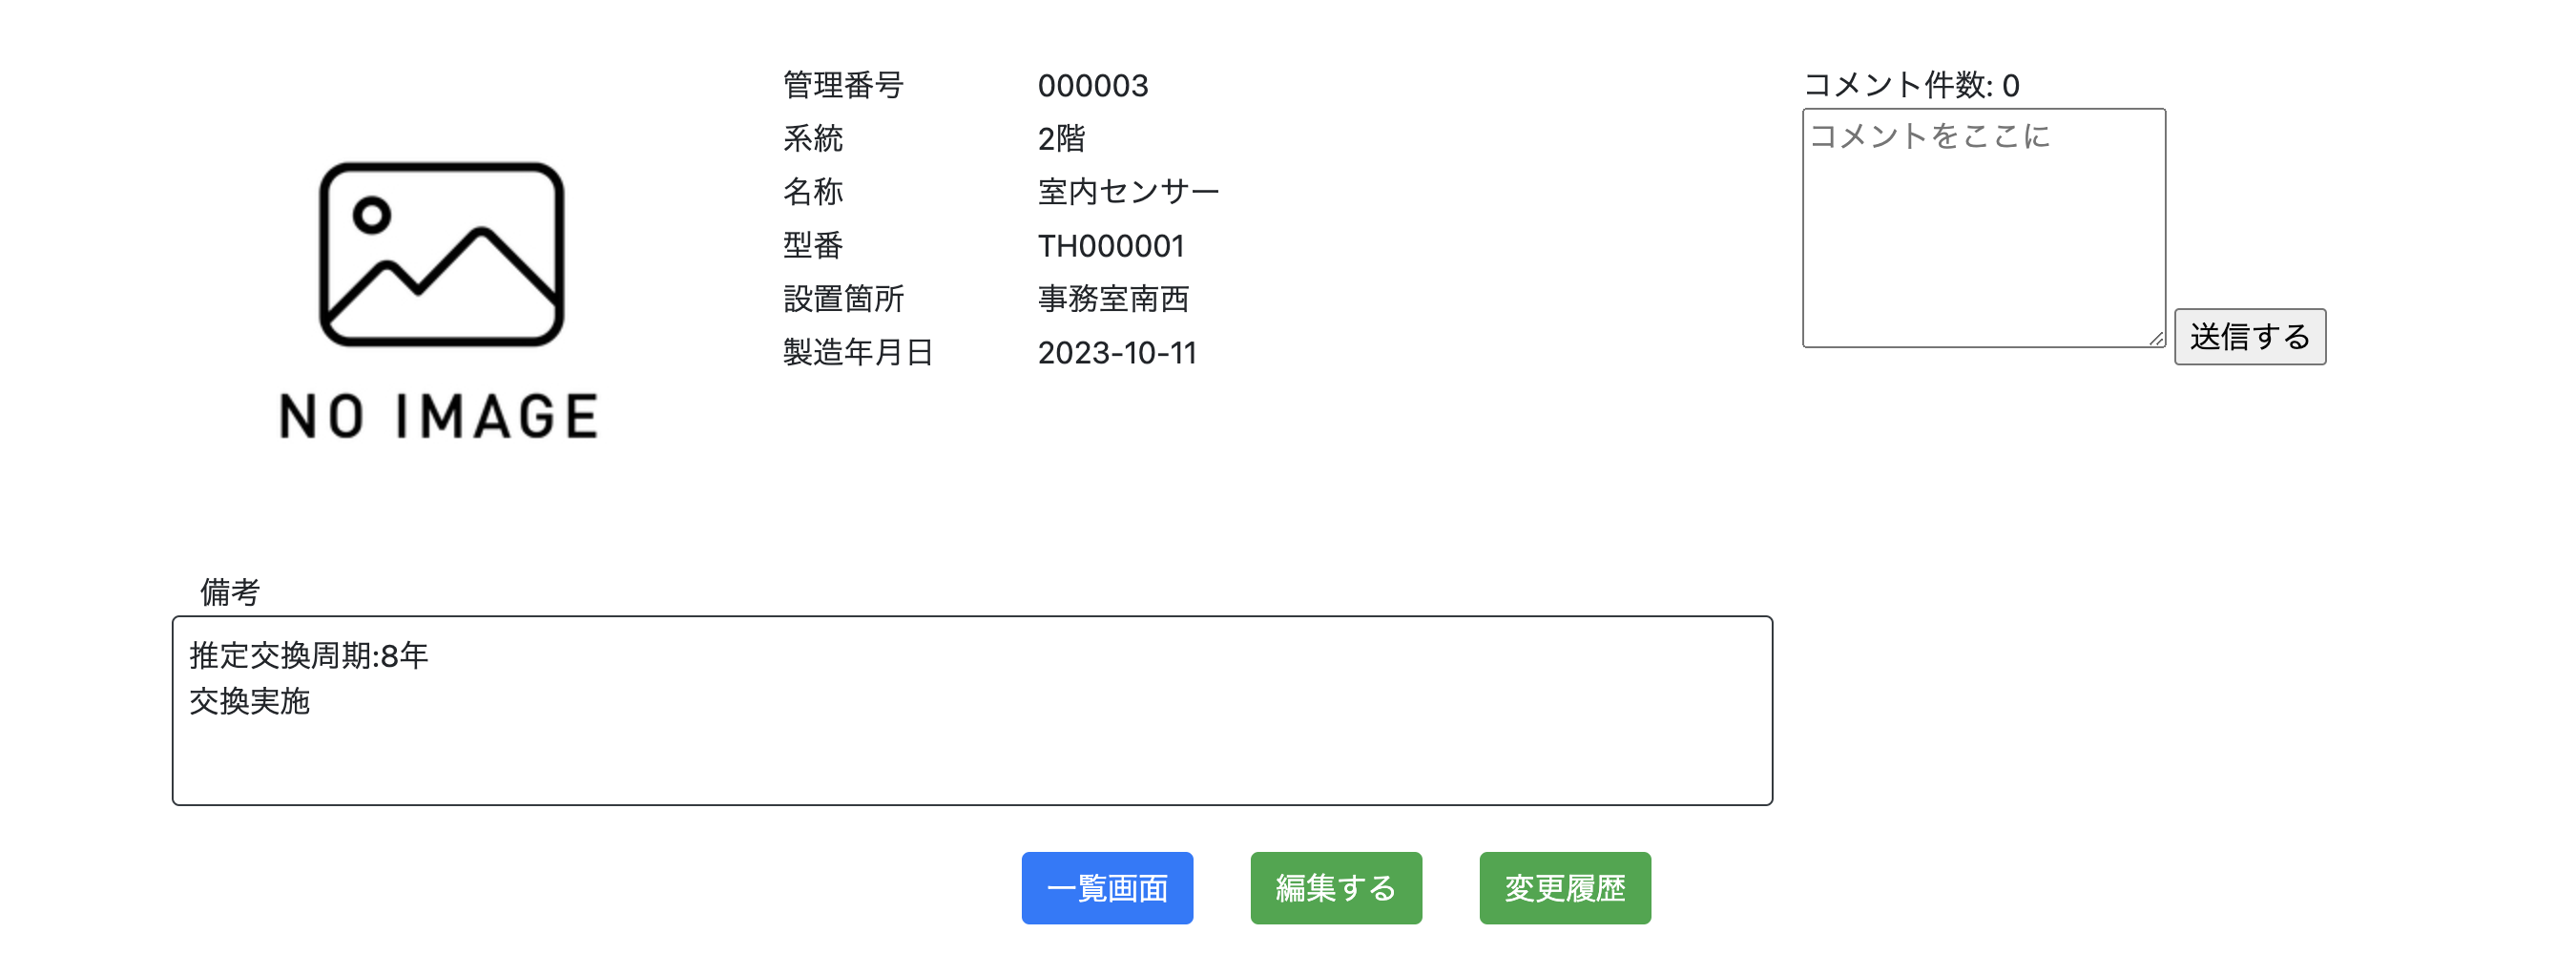 NO IMAGE
管理番号 000003
系統 2階
名称 室内センサー
型番 TH000001
設置箇所 事務室南西
製造年月日 2023-10-11
コメント件数: 0
コメントをここに
送信する
備考
推定交換周期:8年
交換実施
一覧画面 編集する 変更履歴